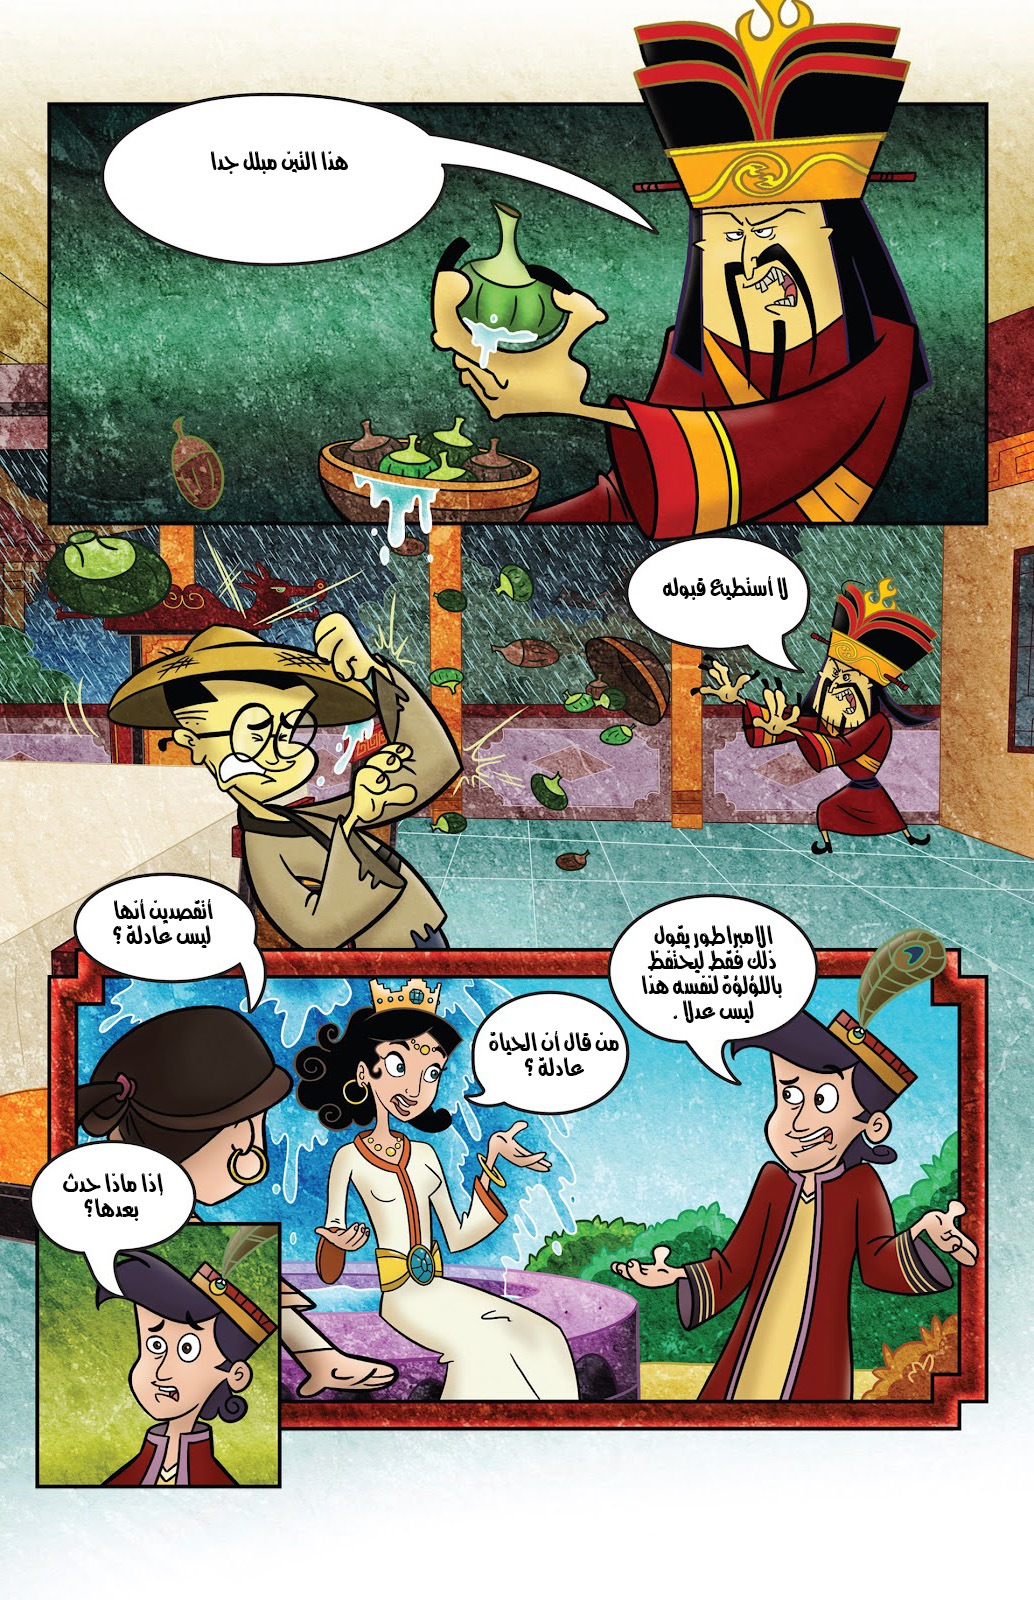 هذا التين مبلل جدا
لا أستطيع قبوله
الامبراطور يقول
ذلك فقط ليحتفظ
باللؤلؤة لنفسه هذا
ليس عدلا .
من قال أن الحياة
عادلة ؟
أتقصدين أنها
ليس عادلة ؟
إذا ماذا حدث
بعدها؟